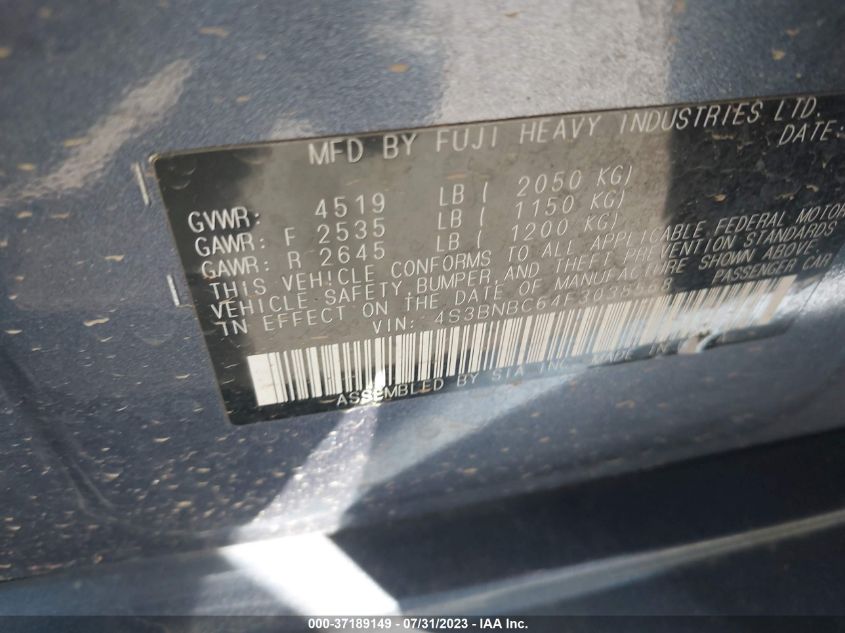 MFD BY FUJI HEAVY INDUSTRIES LTD.
DATE:
GVWR: 4519 LB ( 2050 KG)
GAWR: F 2535 LB ( 1150 KG)
GAWR: R 2645 LB ( 1200 KG)
THIS VEHICLE CONFORMS TO ALL APPLICABLE FEDERAL MOTOR
VEHICLE SAFETY, BUMPER, AND THEFT PREVENTION STANDARDS
IN EFFECT ON THE DATE OF MANUFACTURE SHOWN ABOVE
VIN: PASSENGER CAR
ASSEMBLED BY SIA INC. MADE IN
000-37189149 - 07/31/2023 - IAA Inc.